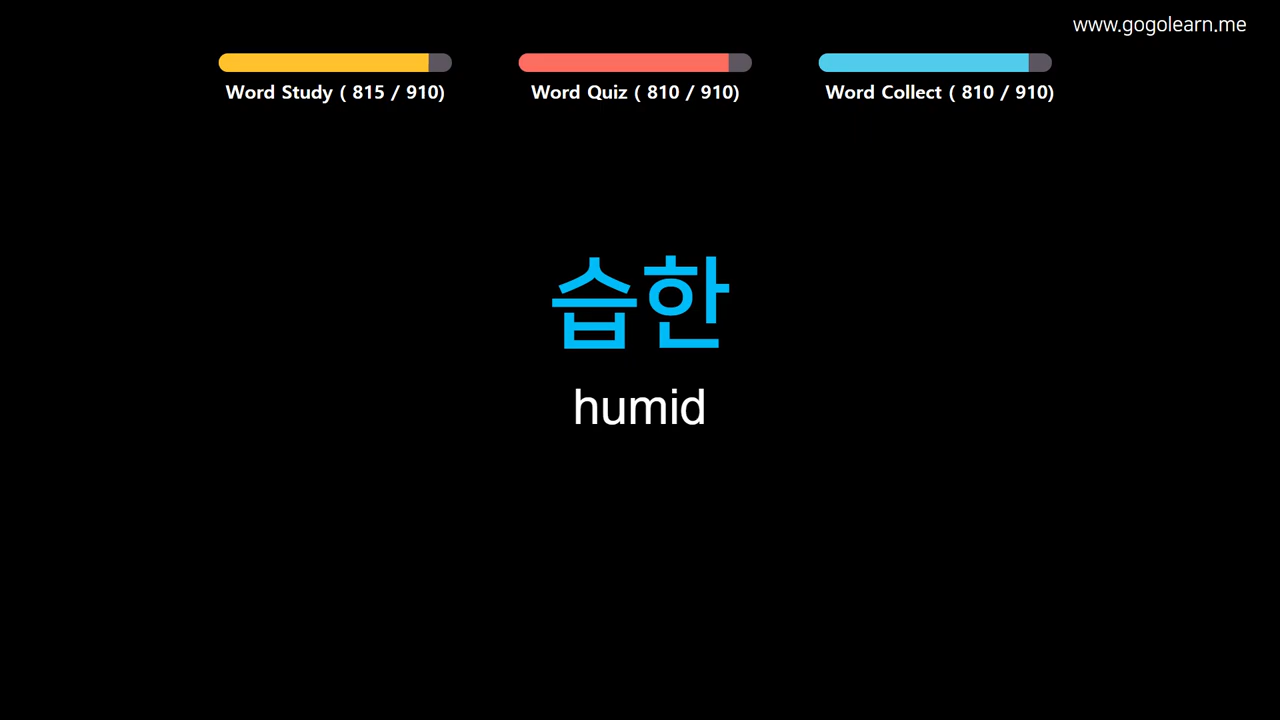 www.gogolearn.me
Word Study ( 815 / 910)
Word Quiz ( 810 / 910)
Word Collect ( 810 / 910)
습한
humid